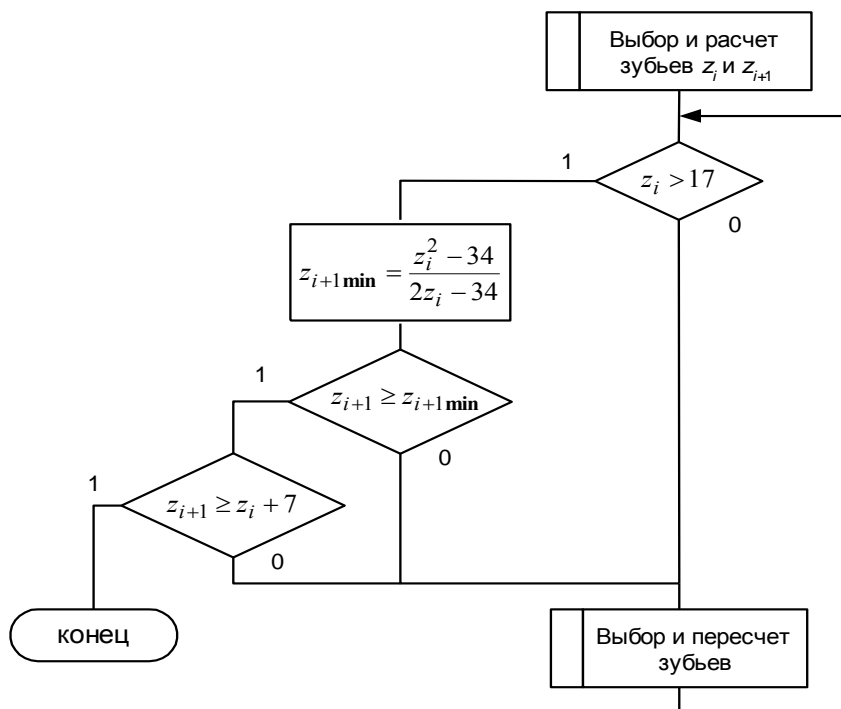 Выбор и расчет
зубьев z_i и z_{i+1}
1
z_i > 17
0
z_{i+1 min} = \frac{z_i^2 - 34}{2z_i - 34}
1
z_{i+1} ≥ z_{i+1 min}
0
1
z_{i+1} ≥ z_i + 7
0
конец
Выбор и пересчет
зубьев